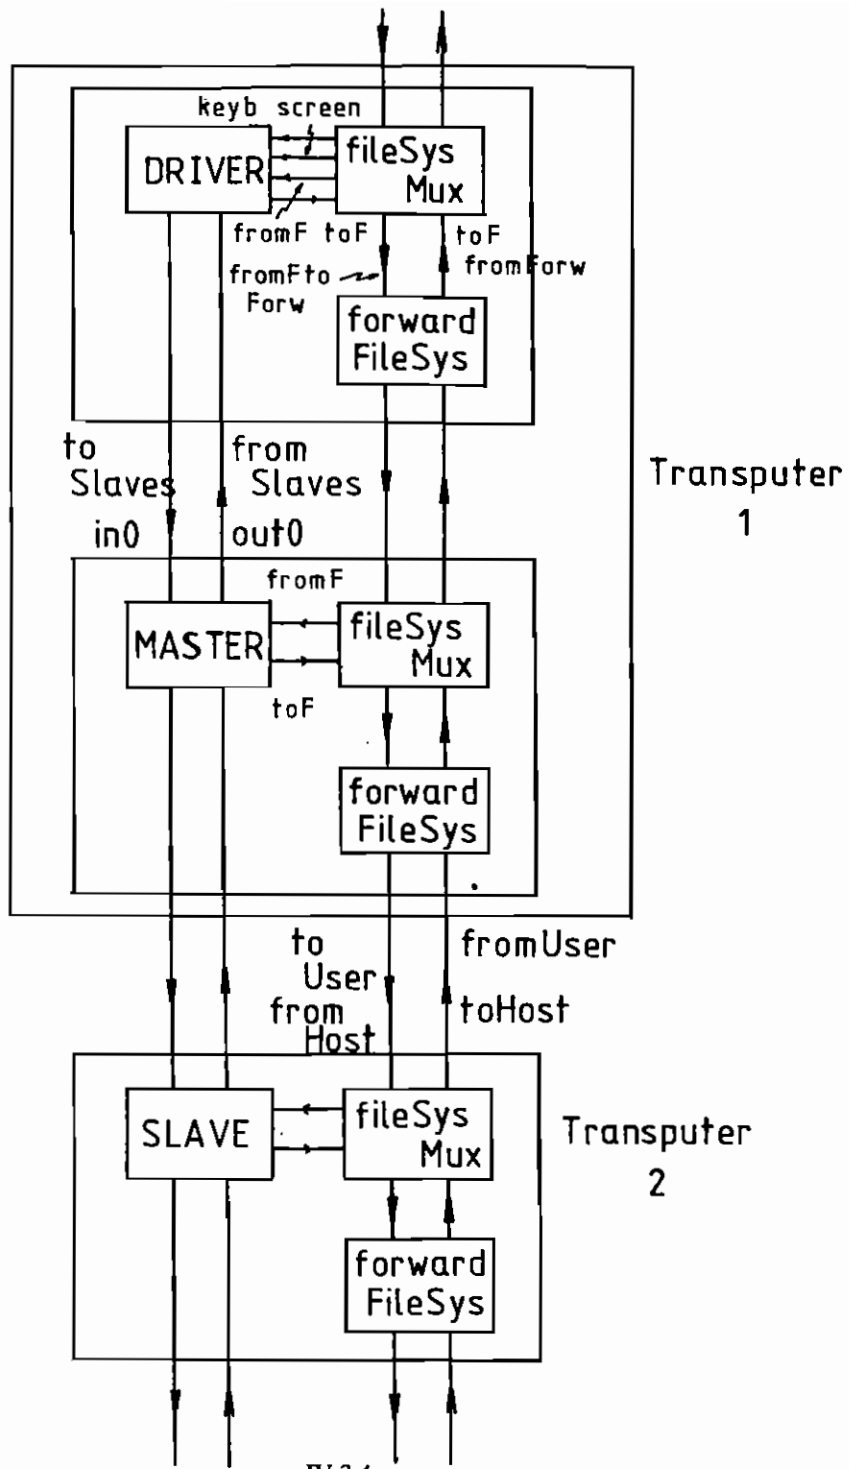 keyb screen
DRIVER
fileSys
Mux
fromF toF
toF
fromForw
fromFto
Forw
forward
FileSys
to
Slaves
from
Slaves
in0
out0
Transputer
1
fromF
MASTER
fileSys
Mux
toF
forward
FileSys
to
User
fromUser
from
Host
toHost
SLAVE
fileSys
Mux
Transputer
2
forward
FileSys